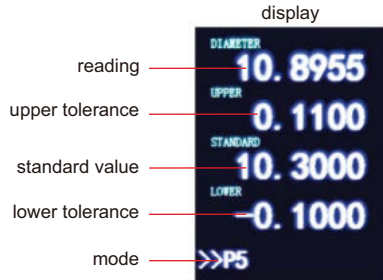 display
DIAMETER
reading 10.8955
UPPER
upper tolerance 0.1100
STANDARD
standard value 10.3000
LOWER
lower tolerance -0.1000
mode >>P5